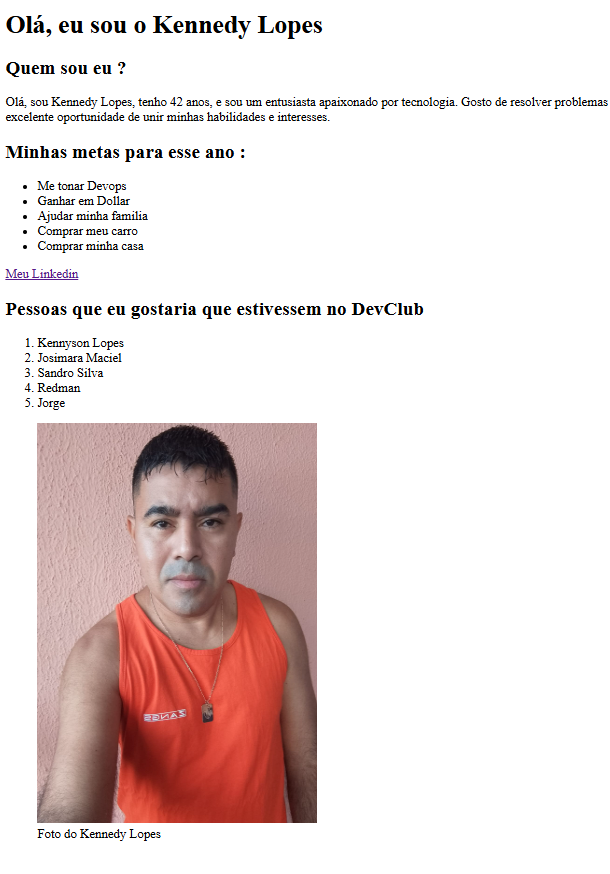 Olá, eu sou o Kennedy Lopes
Quem sou eu ?
Olá, sou Kennedy Lopes, tenho 42 anos, e sou um entusiasta apaixonado por tecnologia. Gosto de resolver problemas
excelente oportunidade de unir minhas habilidades e interesses.
Minhas metas para esse ano :
Me tonar Devops
Ganhar em Dollar
Ajudar minha familia
Comprar meu carro
Comprar minha casa
Meu Linkedin
Pessoas que eu gostaria que estivessem no DevClub
1. Kennyson Lopes
2. Josimara Maciel
3. Sandro Silva
4. Redman
5. Jorge
Foto do Kennedy Lopes